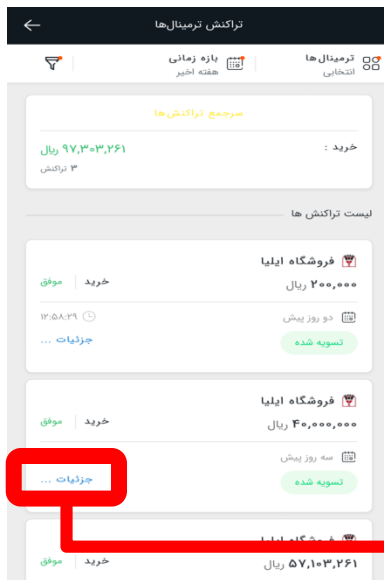 تراکنش ترمینال‌ها
ترمینال ها
انتخابی
بازه زمانی
هفته اخیر
سرجمع تراکنش‌ها
خرید :
۹۷,۳۰۳,۲۶۱ ریال
۳ تراکنش
لیست تراکنش ها
فروشگاه ایلیا
۲۰۰,۰۰۰ ریال
خرید | موفق
دو روز پیش
۱۲:۵۸:۲۹
تسویه شده
جزئیات ...
فروشگاه ایلیا
۴۰,۰۰۰,۰۰۰ ریال
خرید | موفق
سه روز پیش
تسویه شده
جزئیات ...
فروشگاه ایلیا
۵۷,۱۰۳,۲۶۱ ریال
خرید | موفق